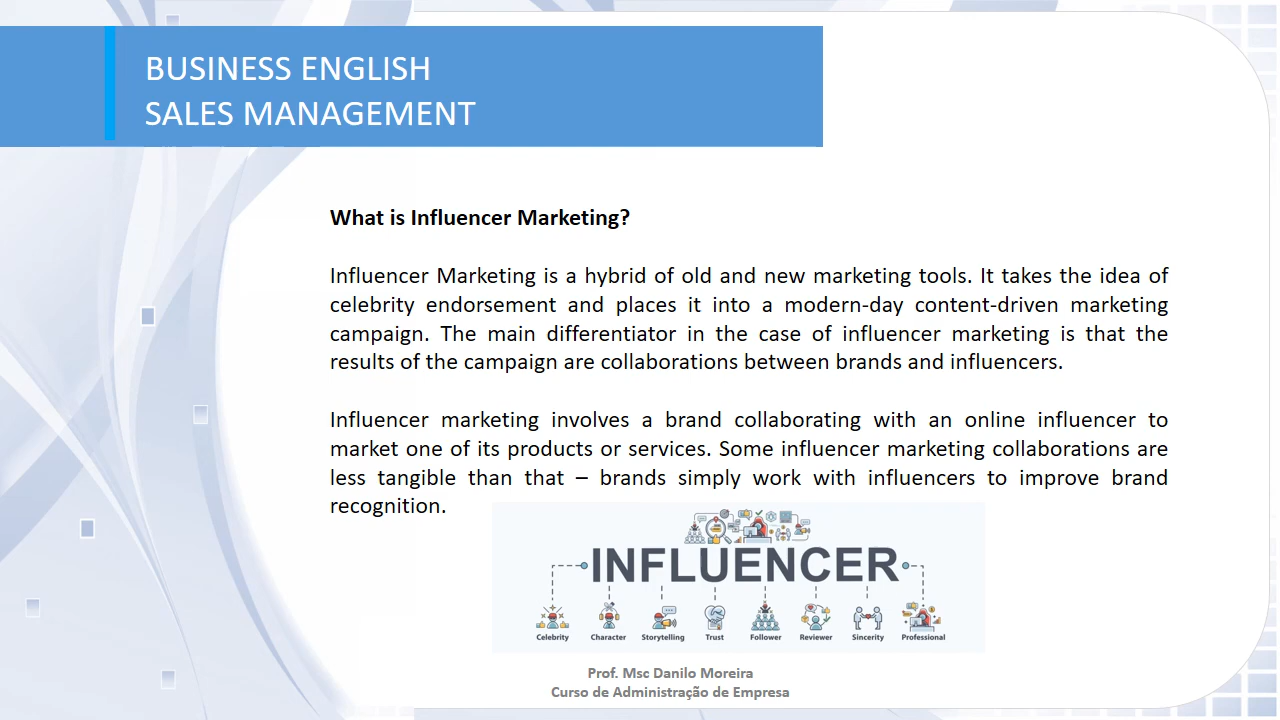 BUSINESS ENGLISH
SALES MANAGEMENT
What is Influencer Marketing?
Influencer Marketing is a hybrid of old and new marketing tools. It takes the idea of
celebrity endorsement and places it into a modern-day content-driven marketing
campaign. The main differentiator in the case of influencer marketing is that the
results of the campaign are collaborations between brands and influencers.
Influencer marketing involves a brand collaborating with an online influencer to
market one of its products or services. Some influencer marketing collaborations are
less tangible than that – brands simply work with influencers to improve brand
recognition.
INFLUENCER
Celebrity Character Storytelling Trust Follower Reviewer Sincerity Professional
Prof. Msc Danilo Moreira
Curso de Administração de Empresa